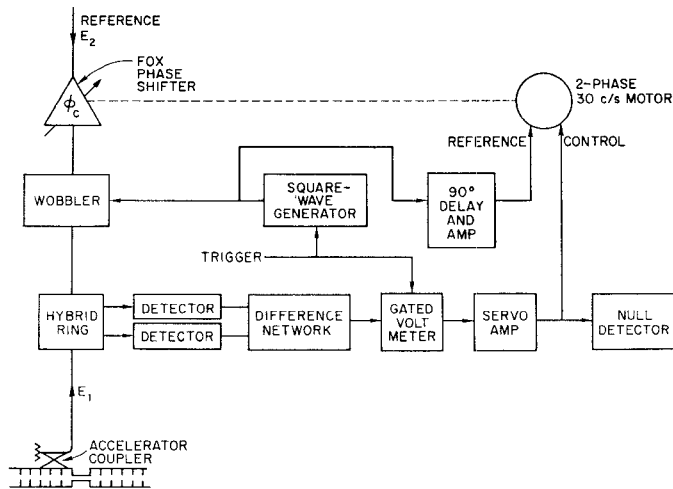 REFERENCE
E2
FOX
PHASE
SHIFTER
ϕc
2-PHASE
30 c/s MOTOR
REFERENCE
CONTROL
WOBBLER
SQUARE-
WAVE
GENERATOR
90°
DELAY
AND
AMP
TRIGGER
HYBRID
RING
DETECTOR
DETECTOR
DIFFERENCE
NETWORK
GATED
VOLT
METER
SERVO
AMP
NULL
DETECTOR
E1
ACCELERATOR
COUPLER